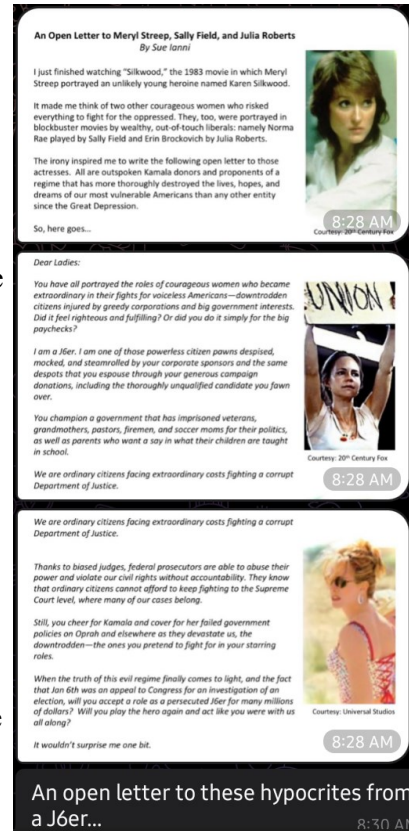 An Open Letter to Meryl Streep, Sally Field, and Julia Roberts
By Sue Ianni
I just finished watching "Silkwood," the 1983 movie in which Meryl
Streep portrayed an unlikely young heroine named Karen Silkwood.
It made me think of two other courageous women who risked
everything to fight for the oppressed. They, too, were portrayed in
blockbuster movies by wealthy, out-of-touch liberals: namely Norma
Rae played by Sally Field and Erin Brockovich by Julia Roberts.
The irony inspired me to write the following open letter to those
actresses. All are outspoken Kamala donors and proponents of a
regime that has more thoroughly destroyed the lives, hopes, and
dreams of our most vulnerable Americans than any other entity
since the Great Depression.
So, here goes...
8:28 AM
Courtesy: 20th Century Fox
Dear Ladies:
You have all portrayed the roles of courageous women who became
extraordinary in their fights for voiceless Americans—downtrodden
citizens injured by greedy corporations and big government interests.
Did it feel righteous and fulfilling? Or did you do it simply for the big
paychecks?
I am a J6er. I am one of those powerless citizen pawns despised,
mocked, and steamrolled by your corporate sponsors and the same
despots that you espouse through your generous campaign
donations, including the thoroughly unqualified candidate you fawn
over.
You champion a government that has imprisoned veterans,
grandmothers, pastors, firemen, and soccer moms for their politics,
as well as parents who want a say in what their children are taught
in school.
We are ordinary citizens facing extraordinary costs fighting a corrupt
Department of Justice.
UNION
Courtesy: 20th Century Fox
8:28 AM
We are ordinary citizens facing extraordinary costs fighting a corrupt
Department of Justice.
Thanks to biased judges, federal prosecutors are able to abuse their
power and violate our civil rights without accountability. They know
that ordinary citizens cannot afford to keep fighting to the Supreme
Court level, where many of our cases belong.
Still, you cheer for Kamala and cover for her failed government
policies on Oprah and elsewhere as they devastate us, the
downtrodden—the ones you pretend to fight for in your starring
roles.
When the truth of this evil regime finally comes to light, and the fact
that Jan 6th was an appeal to Congress for an investigation of an
election, will you accept a role as a persecuted J6er for many millions
of dollars? Will you play the hero again and act like you were with us
all along?
It wouldn't surprise me one bit.
Courtesy: Universal Studios
8:28 AM
An open letter to these hypocrites from
a J6er...
8:30 AM